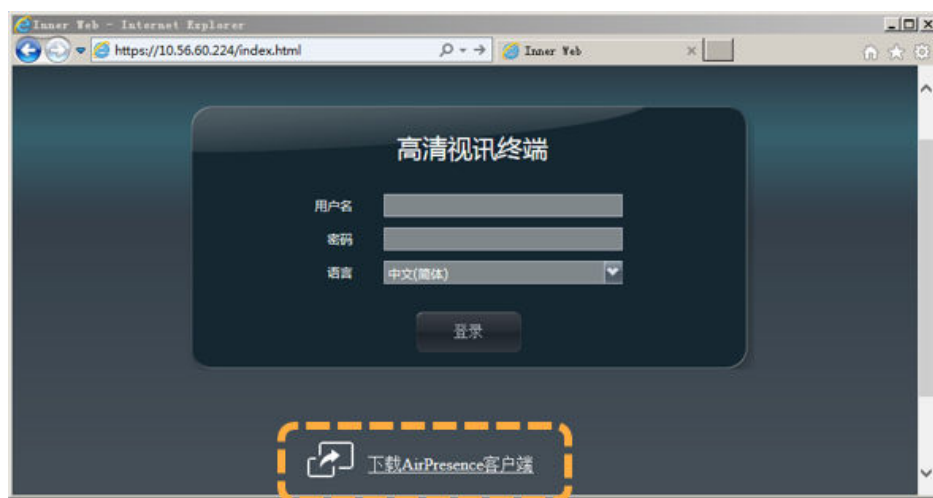 Inner Web - Internet Explorer
https://10.56.60.224/index.html
Inner Web
高清视讯终端
用户名
密码
语言
中文(简体)
登录
下载AirPresence客户端